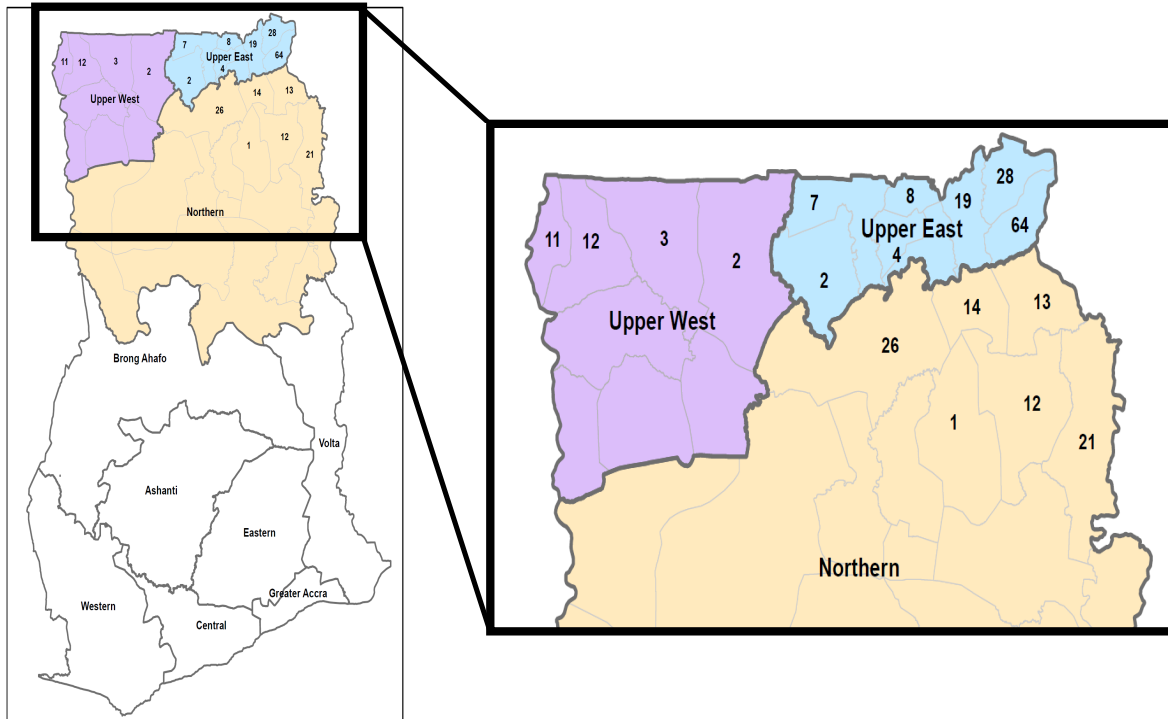 28
7 8 19
Upper East 64
11 12 3 2
4
2
14 13
Upper West
26
12
1
21
Northern
Brong Ahafo
Volta
Ashanti
Eastern
Greater Accra
Western
Central
28
7 8 19
Upper East 64
11 12 3 2
4
2
14 13
Upper West
26
12
1
21
Northern